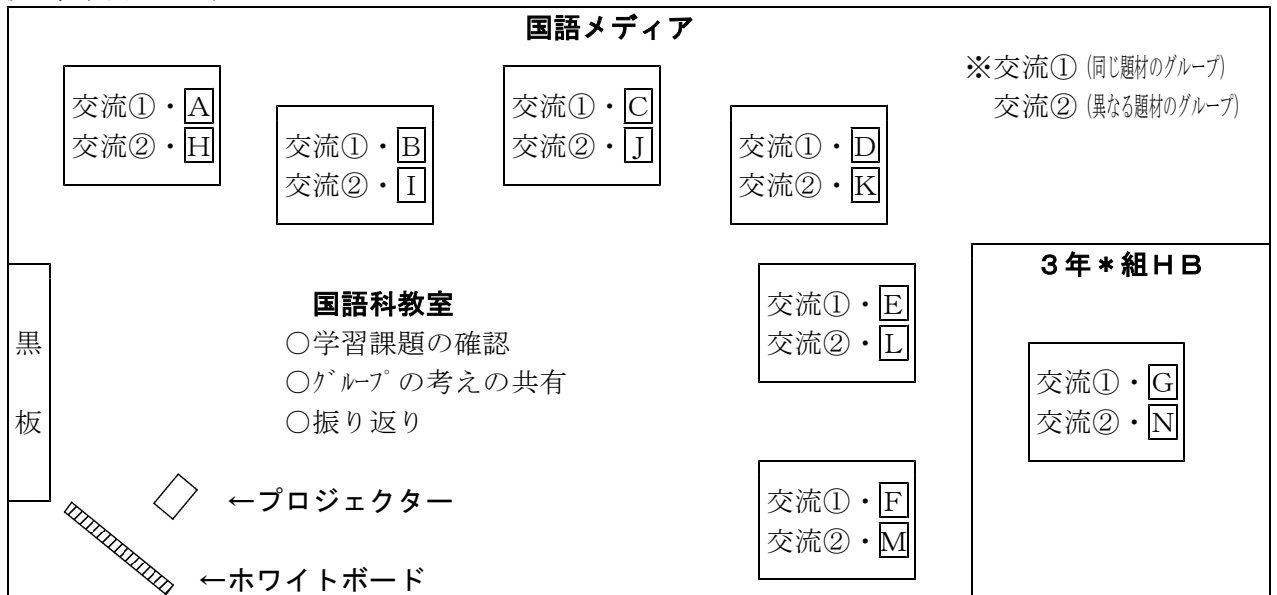 国語メディア
※交流①(同じ題材のグループ)
交流②(異なる題材のグループ)
交流①・A
交流②・H
交流①・B
交流②・I
交流①・C
交流②・J
交流①・D
交流②・K
3年*組HB
国語科教室
○学習課題の確認
○グループの考えの共有
○振り返り
黒板
交流①・E
交流②・L
交流①・G
交流②・N
←プロジェクター
交流①・F
交流②・M
←ホワイトボード